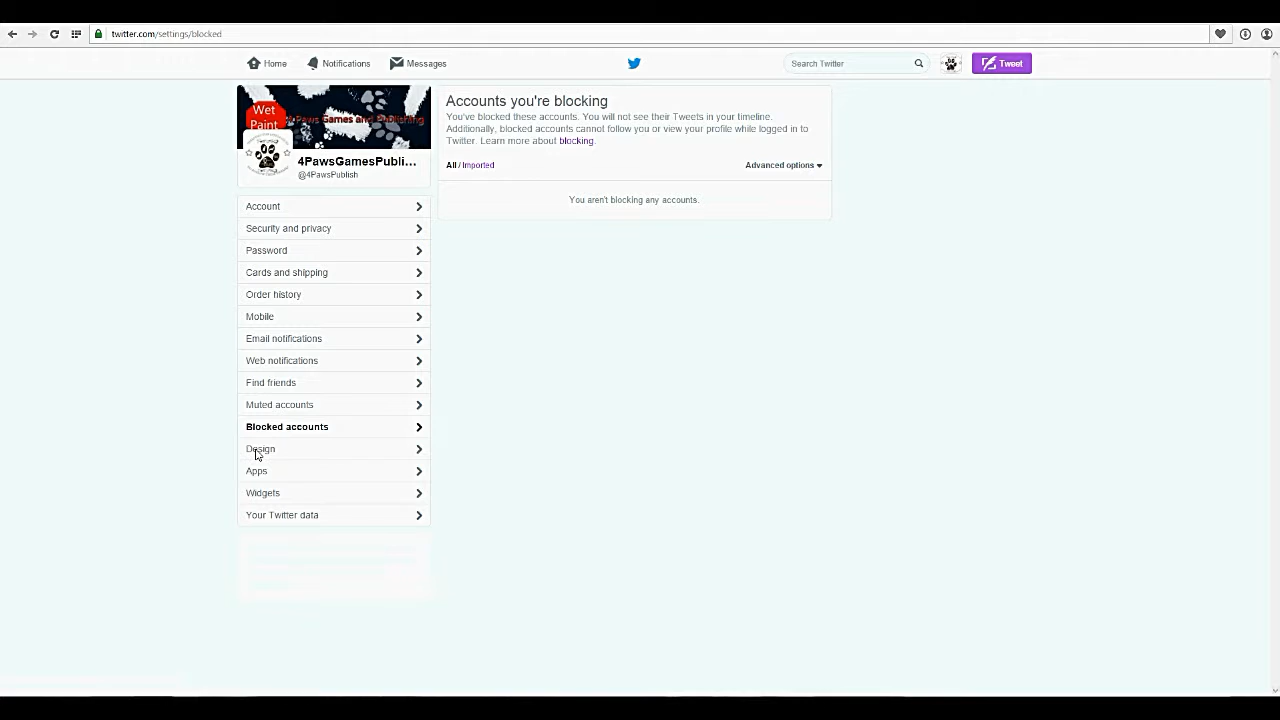 twitter.com/settings/blocked
Home Notifications Messages Search Twitter Tweet
Wet
Paint
Paws Games and Publishing
4PawsGamesPubli...
@4PawsPublish
Account
Security and privacy
Password
Cards and shipping
Order history
Mobile
Email notifications
Web notifications
Find friends
Muted accounts
Blocked accounts
Design
Apps
Widgets
Your Twitter data
Accounts you're blocking
You've blocked these accounts. You will not see their Tweets in your timeline.
Additionally, blocked accounts cannot follow you or view your profile while logged in to
Twitter. Learn more about blocking.
All / Imported Advanced options
You aren't blocking any accounts.